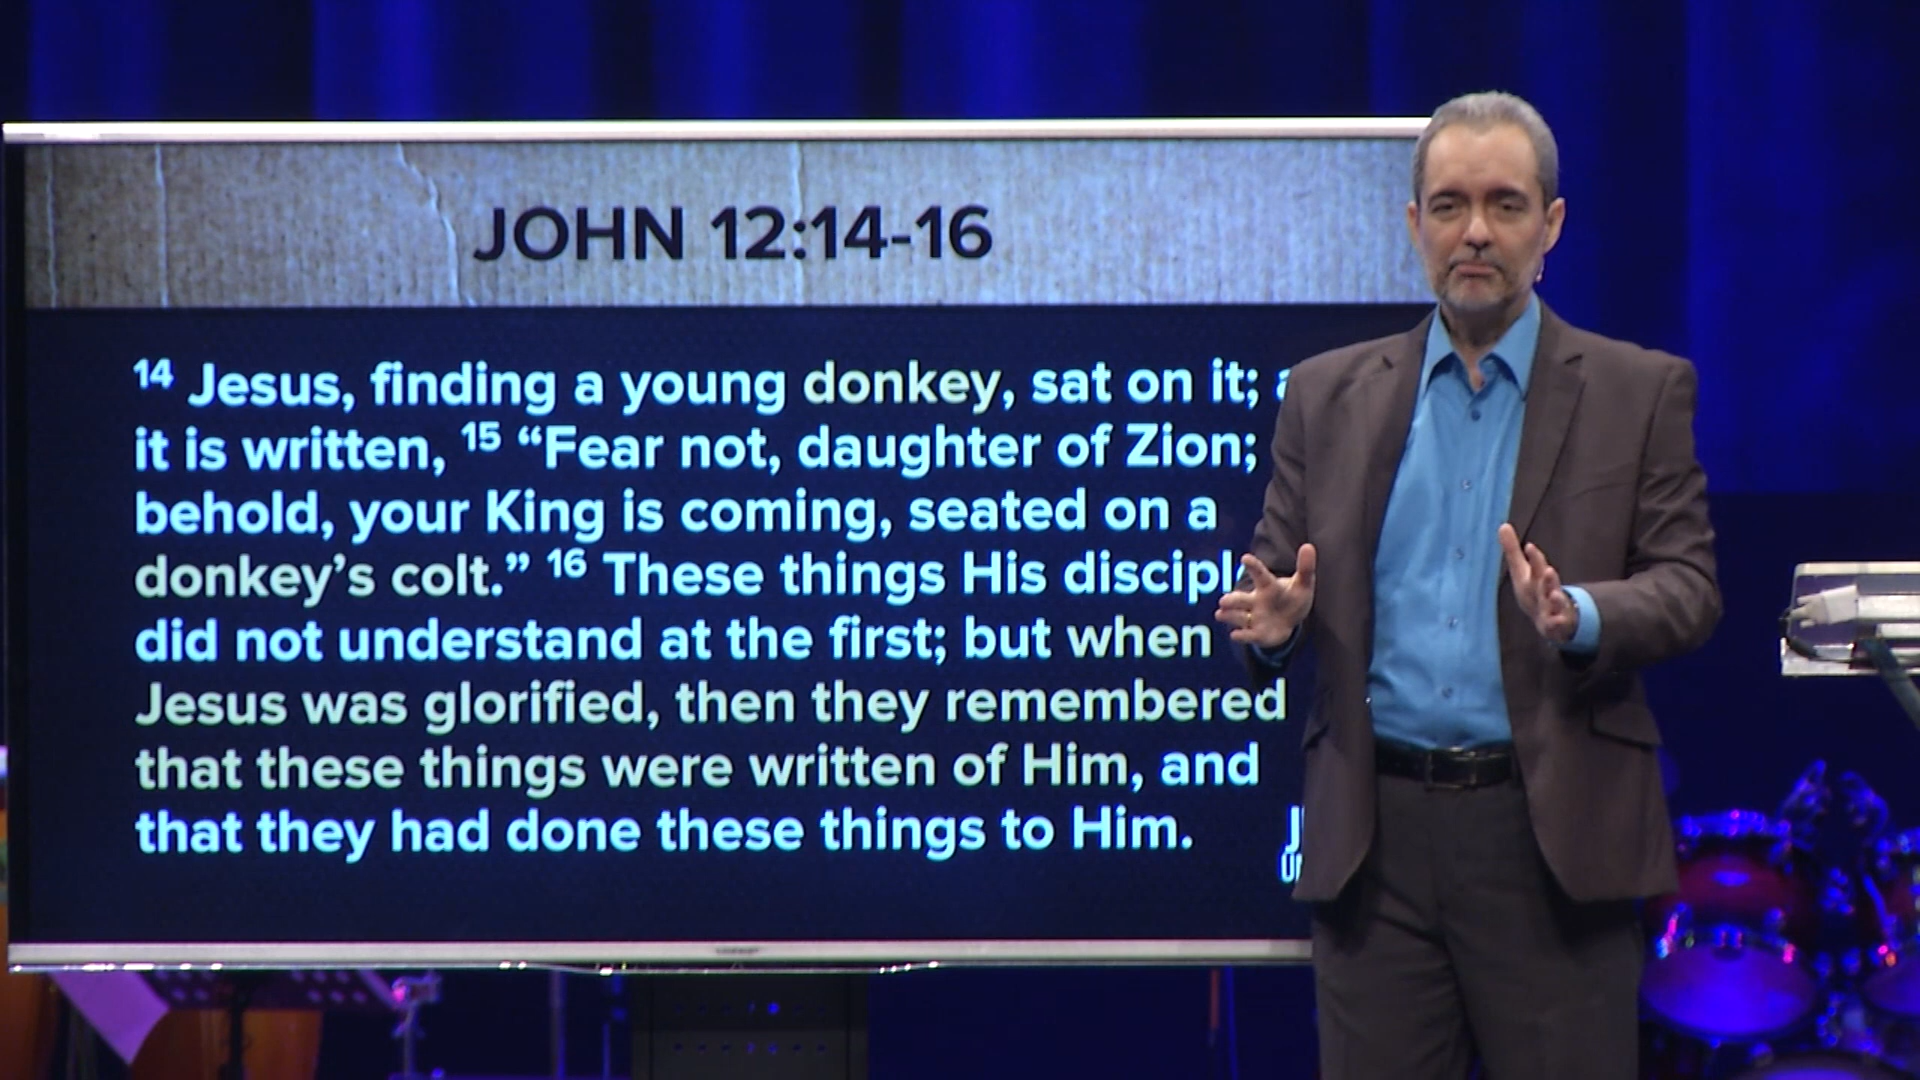 JOHN 12:14-16
14 Jesus, finding a young donkey, sat on it;
it is written, 15 “Fear not, daughter of Zion;
behold, your King is coming, seated on a
donkey’s colt.” 16 These things His
did not understand at the first; but when
Jesus was glorified, then they remembered
that these things were written of Him, and
that they had done these things to Him.